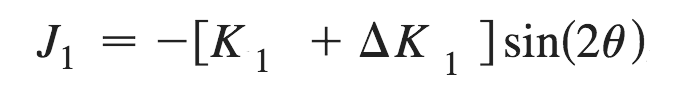 J₁ = −[K₁ + ΔK₁ ]sin(2θ)